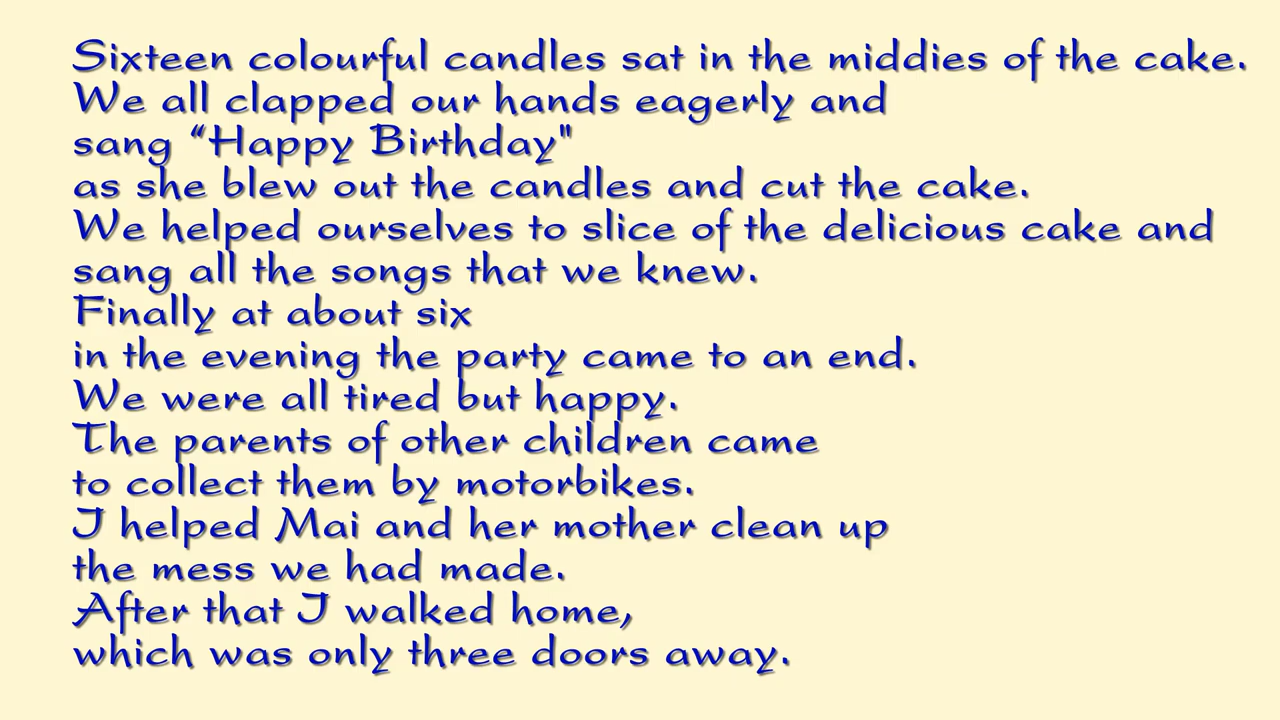 Sixteen colourful candles sat in the middies of the cake.
We all clapped our hands eagerly and
sang “Happy Birthday"
as she blew out the candles and cut the cake.
We helped ourselves to slice of the delicious cake and
sang all the songs that we knew.
Finally at about six
in the evening the party came to an end.
We were all tired but happy.
The parents of other children came
to collect them by motorbikes.
I helped Mai and her mother clean up
the mess we had made.
After that I walked home,
which was only three doors away.